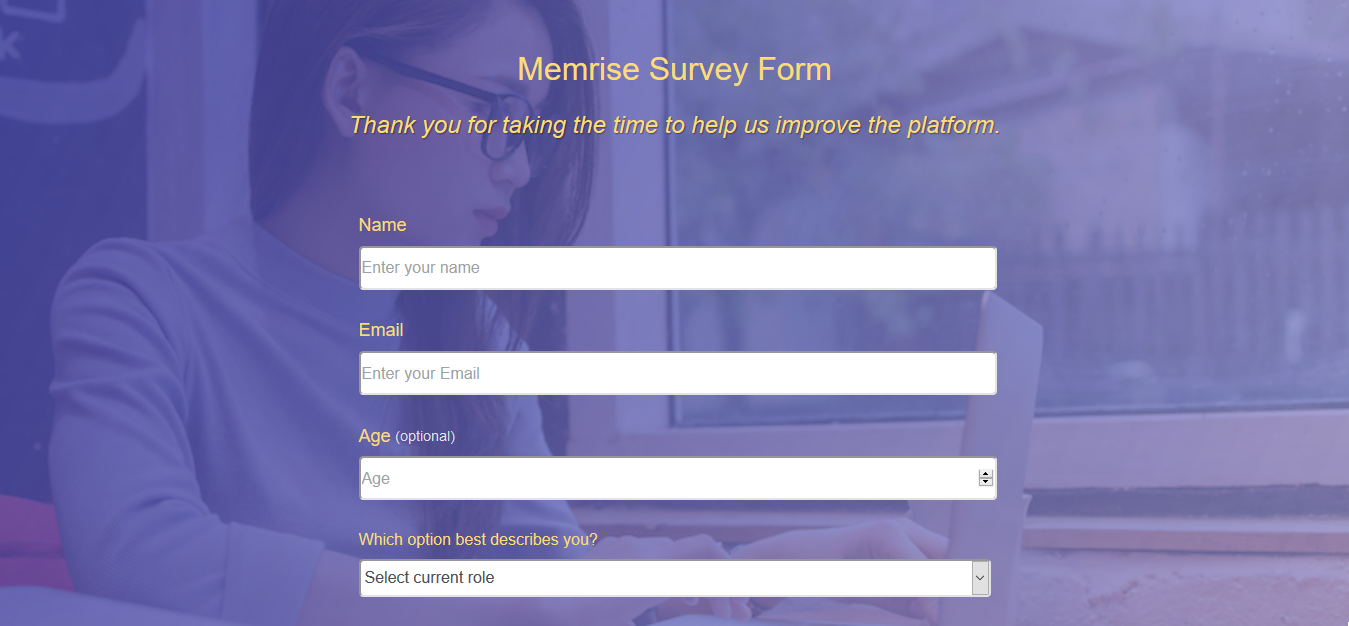 k
Memrise Survey Form
Thank you for taking the time to help us improve the platform.
Name
Enter your name
Email
Enter your Email
Age (optional)
Age
Which option best describes you?
Select current role